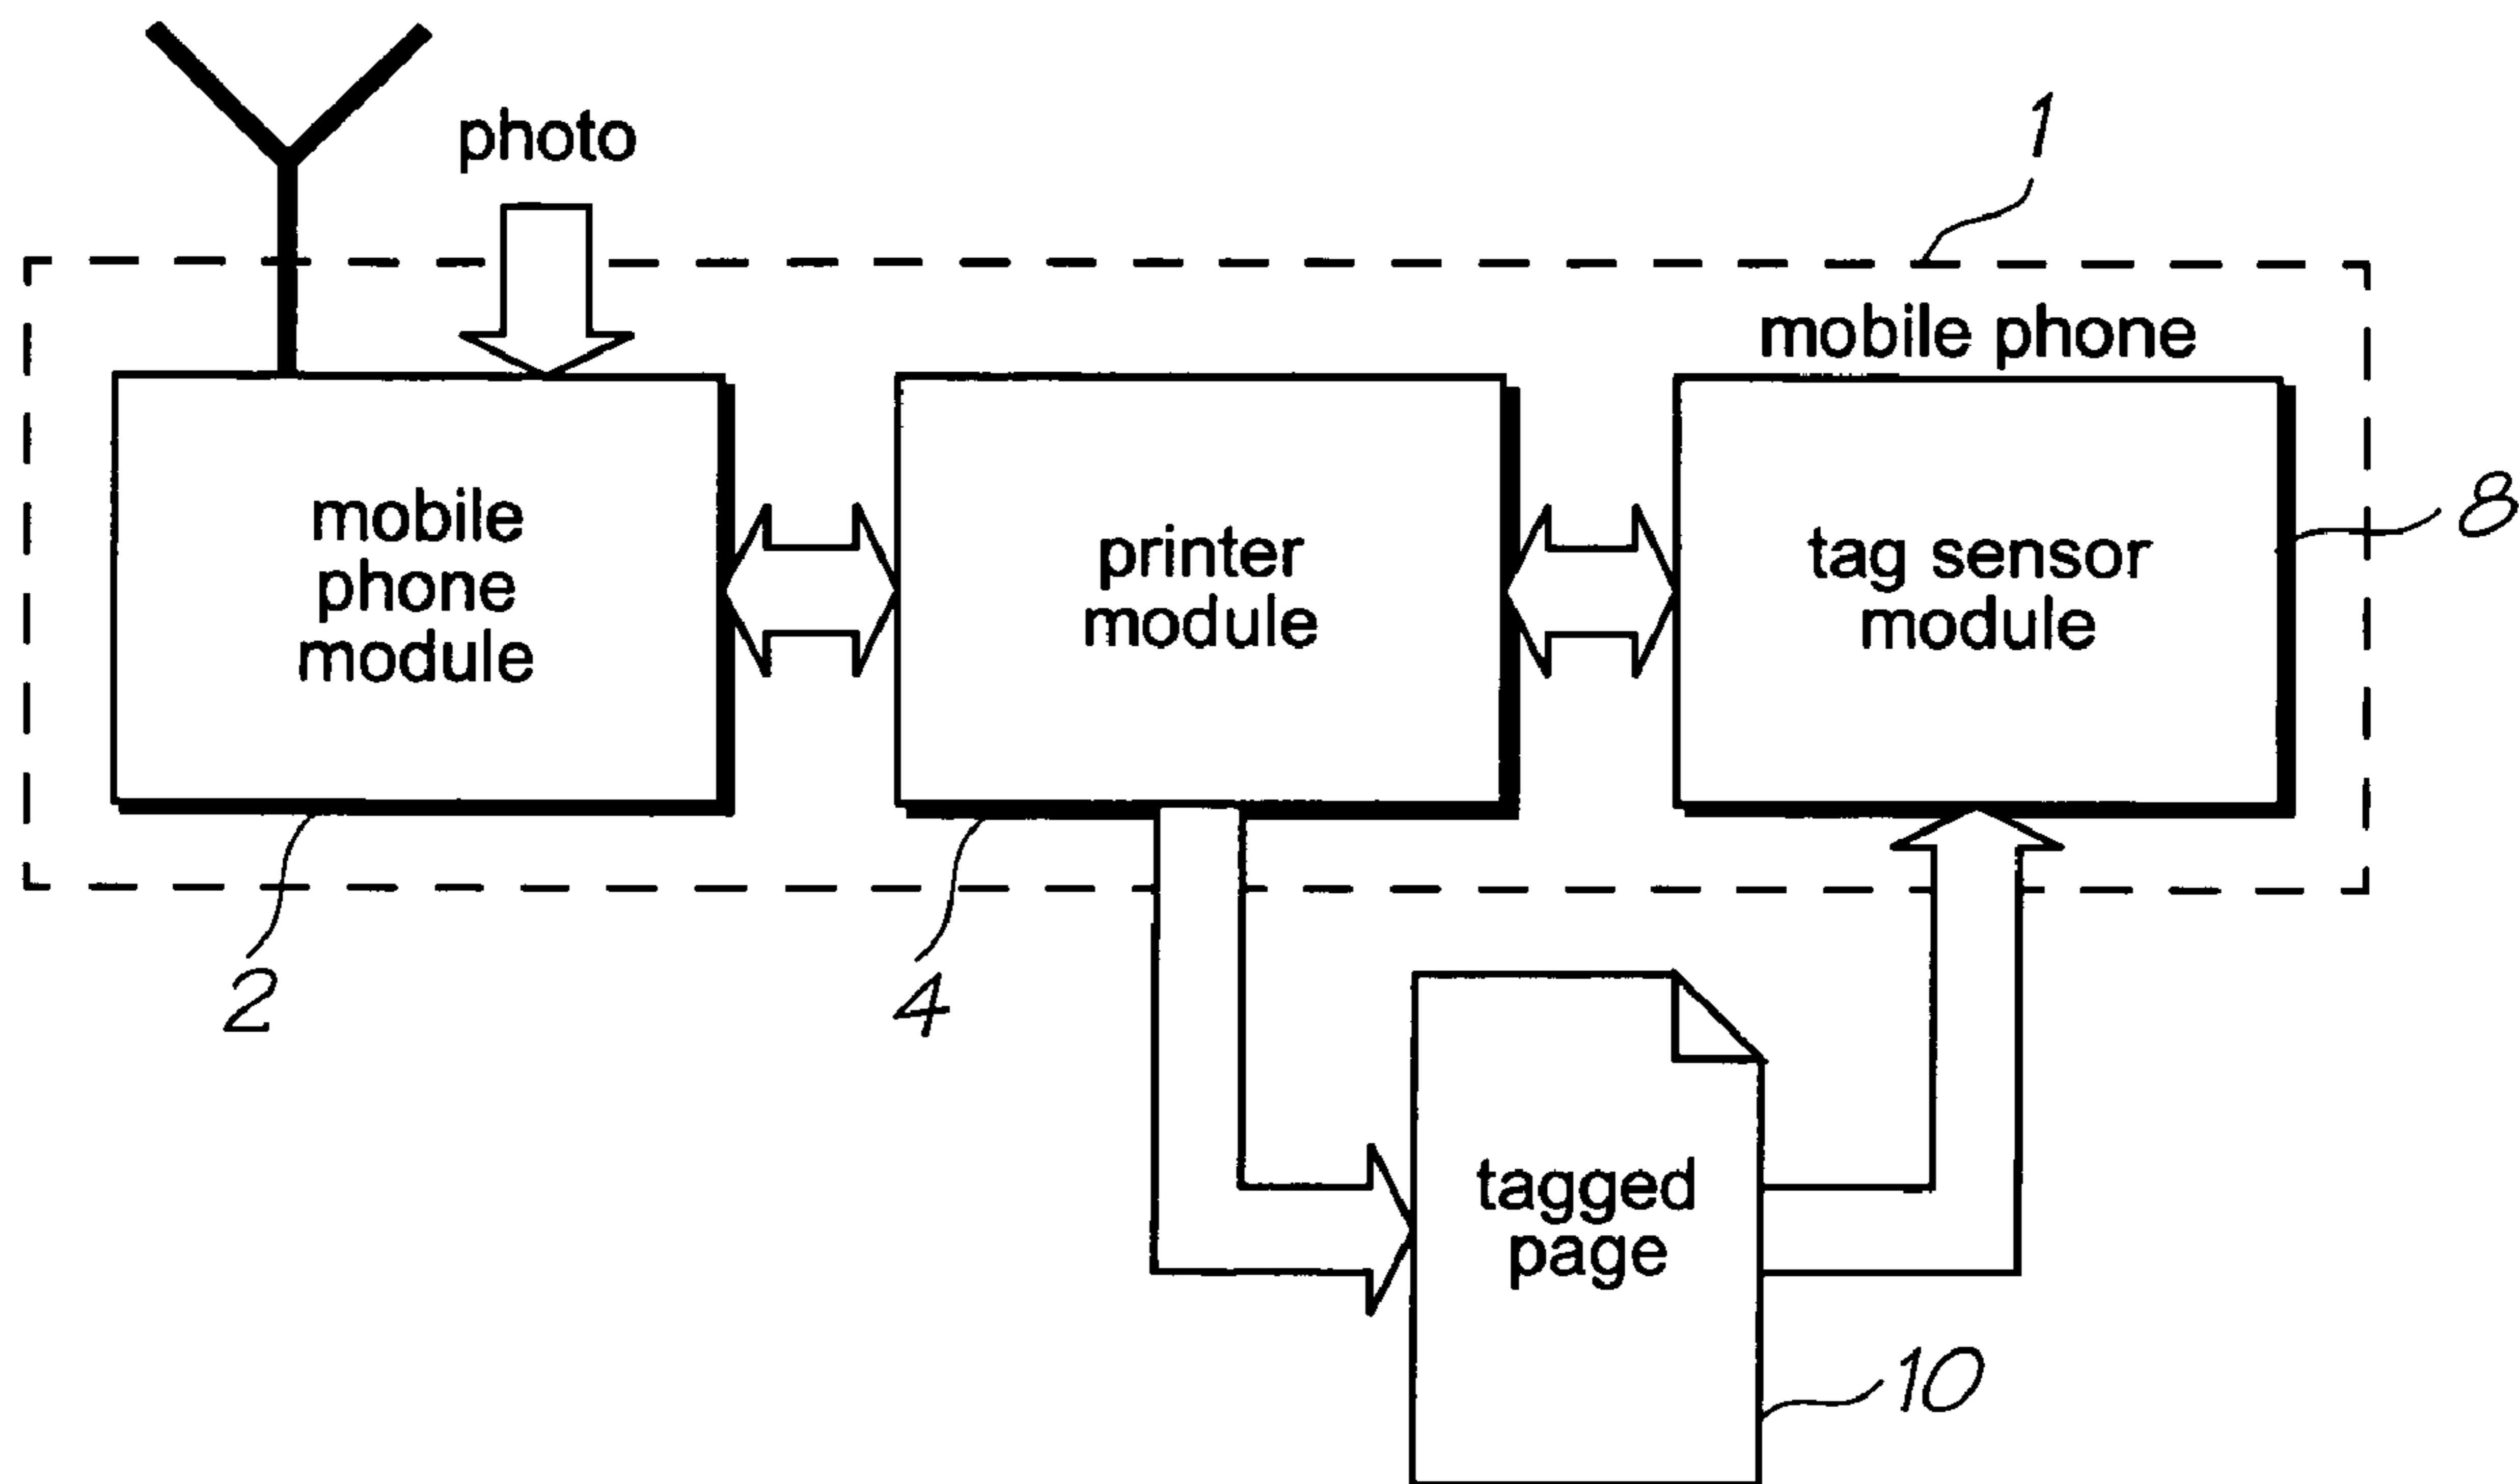 photo
1
mobile phone
mobile
phone
module
printer
module
tag sensor
module
8
2
4
tagged
page
10